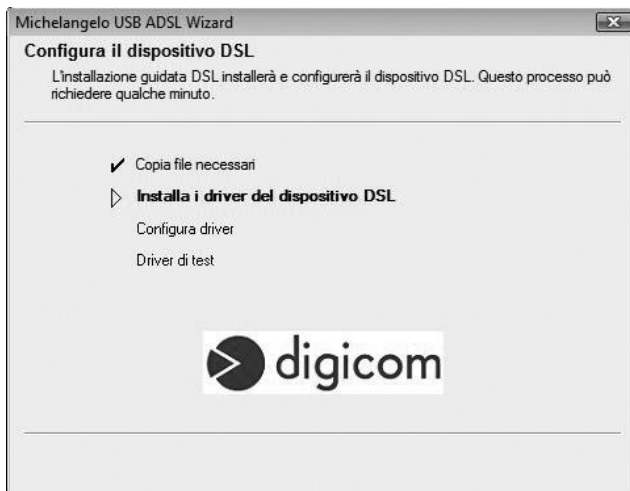 Michelangelo USB ADSL Wizard
Configura il dispositivo DSL
L'installazione guidata DSL installerà e configurerà il dispositivo DSL. Questo processo può
richiedere qualche minuto.
Copia file necessari
Installa i driver del dispositivo DSL
Configura driver
Driver di test
digicom